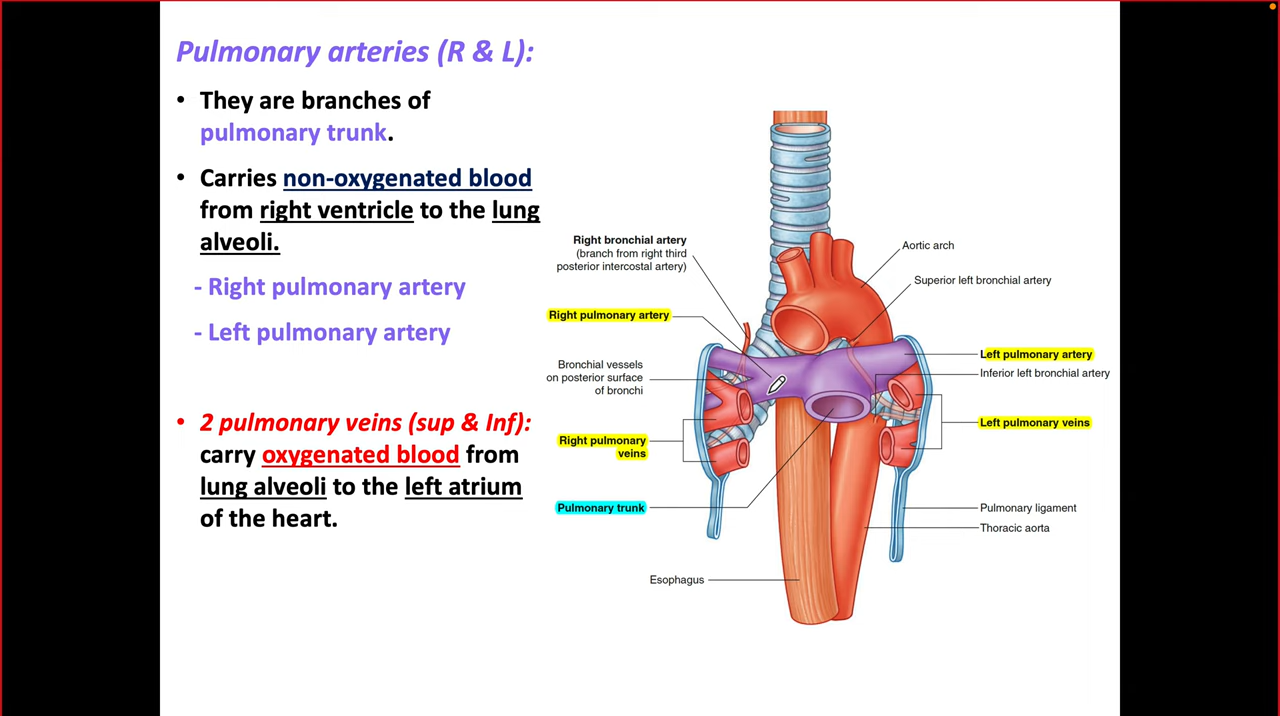 Pulmonary arteries (R & L):
• They are branches of
pulmonary trunk.
• Carries non-oxygenated blood
from right ventricle to the lung
alveoli.
- Right pulmonary artery
- Left pulmonary artery
• 2 pulmonary veins (sup & Inf):
carry oxygenated blood from
lung alveoli to the left atrium
of the heart.
Right bronchial artery
(branch from right third
posterior intercostal artery)
Right pulmonary artery
Bronchial vessels
on posterior surface
of bronchi
Right pulmonary
veins
Pulmonary trunk
Esophagus
Aortic arch
Superior left bronchial artery
Left pulmonary artery
Inferior left bronchial artery
Left pulmonary veins
Pulmonary ligament
Thoracic aorta